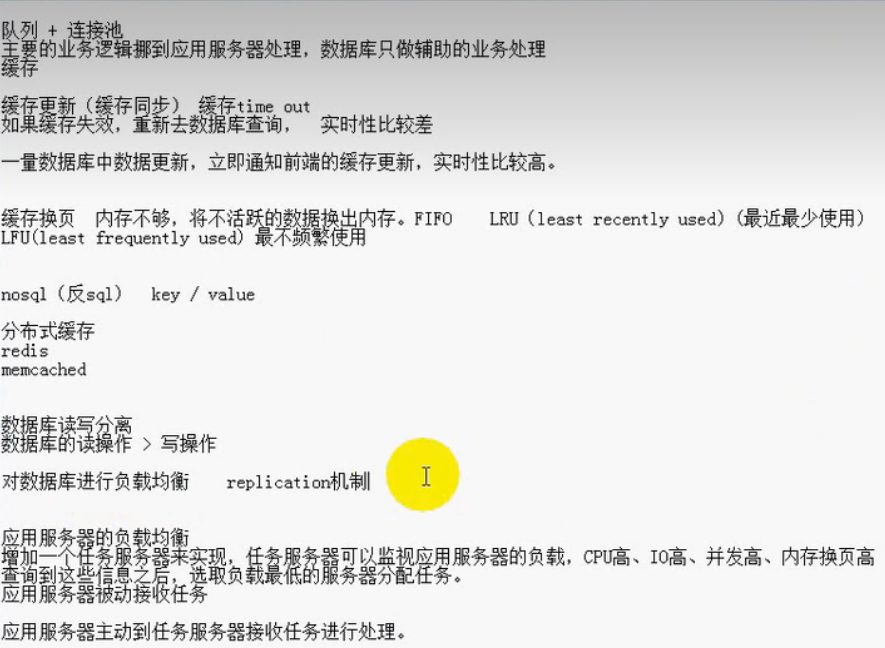 队列 + 连接池
主要的业务逻辑挪到应用服务器处理，数据库只做辅助的业务处理
缓存
缓存更新（缓存同步） 缓存time out
如果缓存失效，重新去数据库查询， 实时性比较差
一量数据库中数据更新，立即通知前端的缓存更新，实时性比较高。
缓存换页 内存不够，将不活跃的数据换出内存。FIFO LRU（least recently used)（最近最少使用）
LFU(least frequently used) 最不频繁使用
nosql（反sql） key / value
分布式缓存
redis
memcached
数据库读写分离
数据库的读操作 > 写操作
对数据库进行负载均衡 replication机制
应用服务器的负载均衡
增加一个任务服务器来实现，任务服务器可以监视应用服务器的负载，CPU高、IO高、并发高、内存换页高
查询到这些信息之后，选取负载最低的服务器分配任务。
应用服务器被动接收任务
应用服务器主动到任务服务器接收任务进行处理。